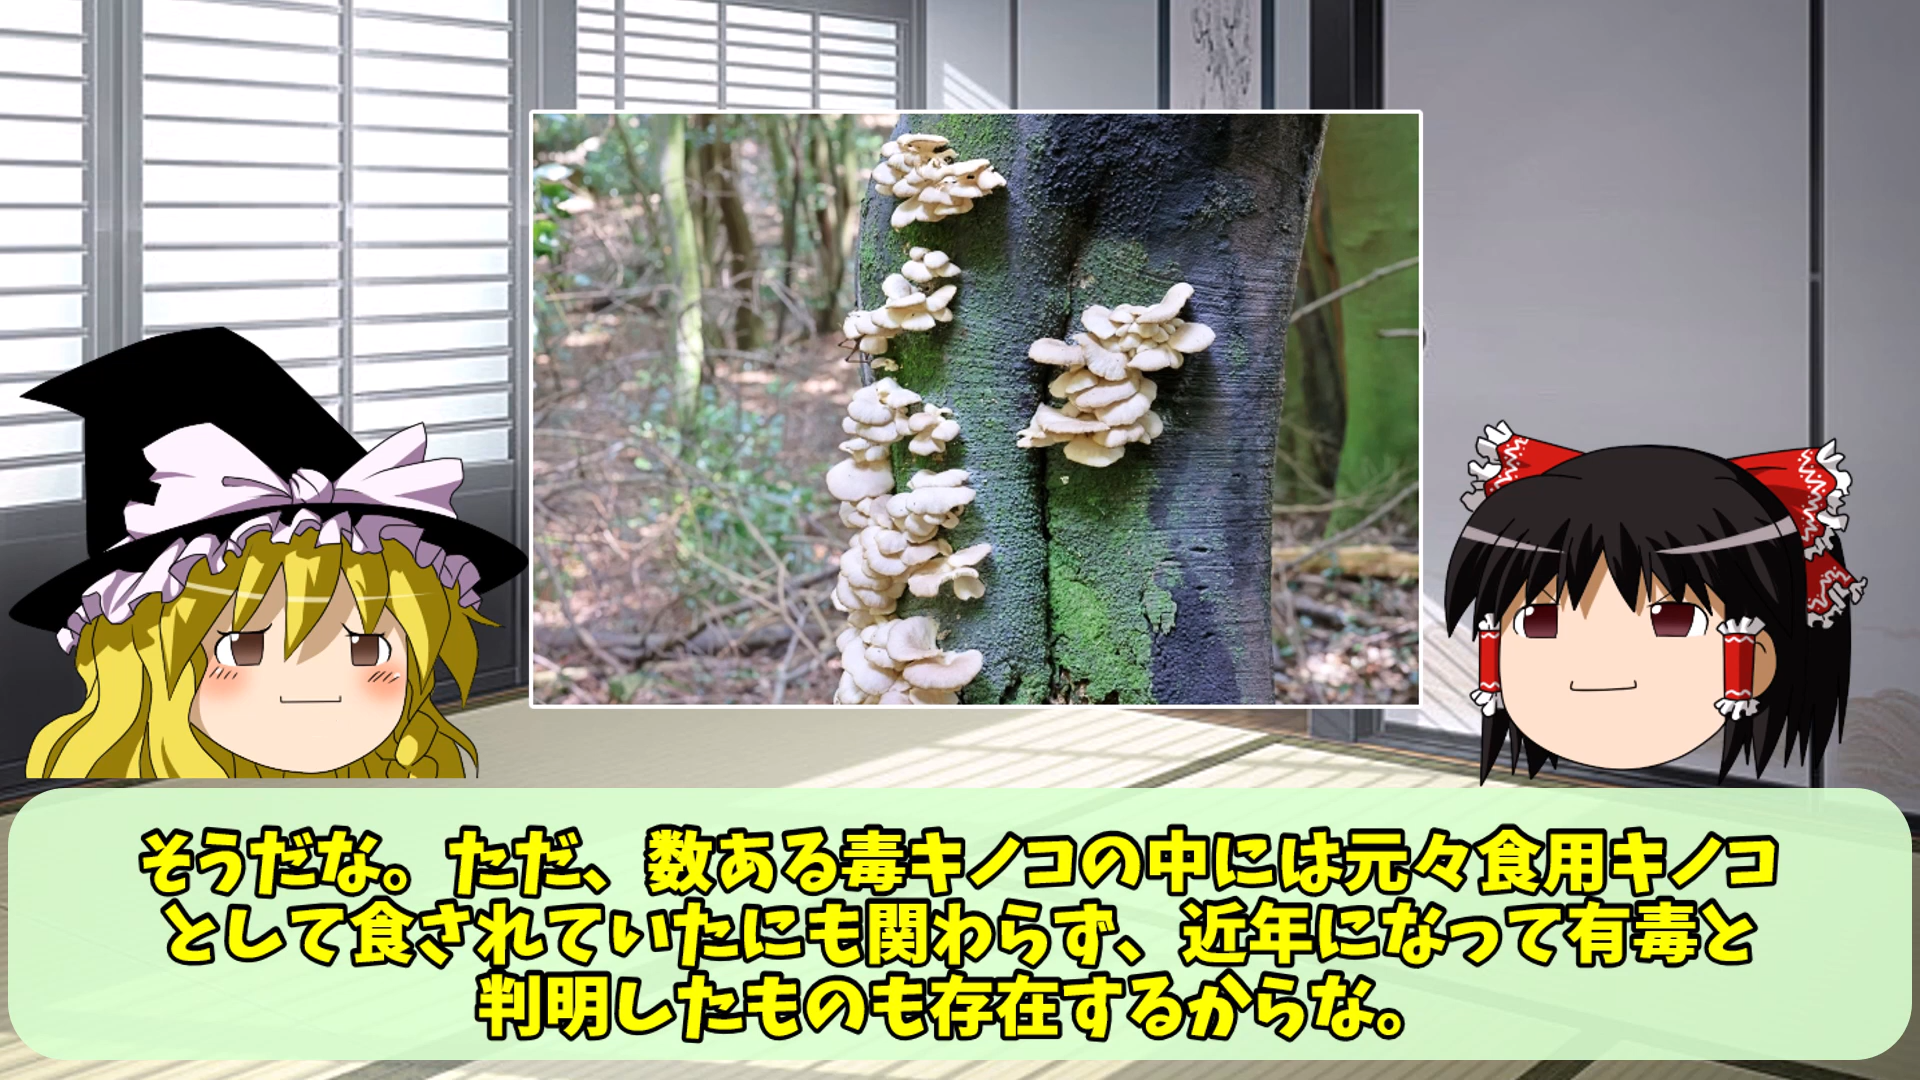 そうだな。ただ、数ある毒キノコの中には元々食用キノコ
として食されていたにも関わらず、近年になって有毒と
判明したものも存在するからな。